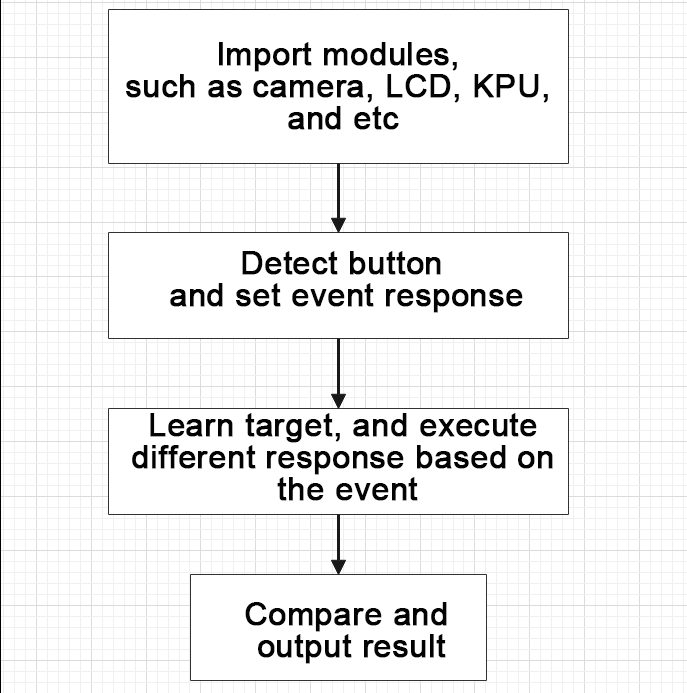 Import modules,
such as camera, LCD, KPU,
and etc
Detect button
and set event response
Learn target, and execute
different response based on
the event
Compare and
output result